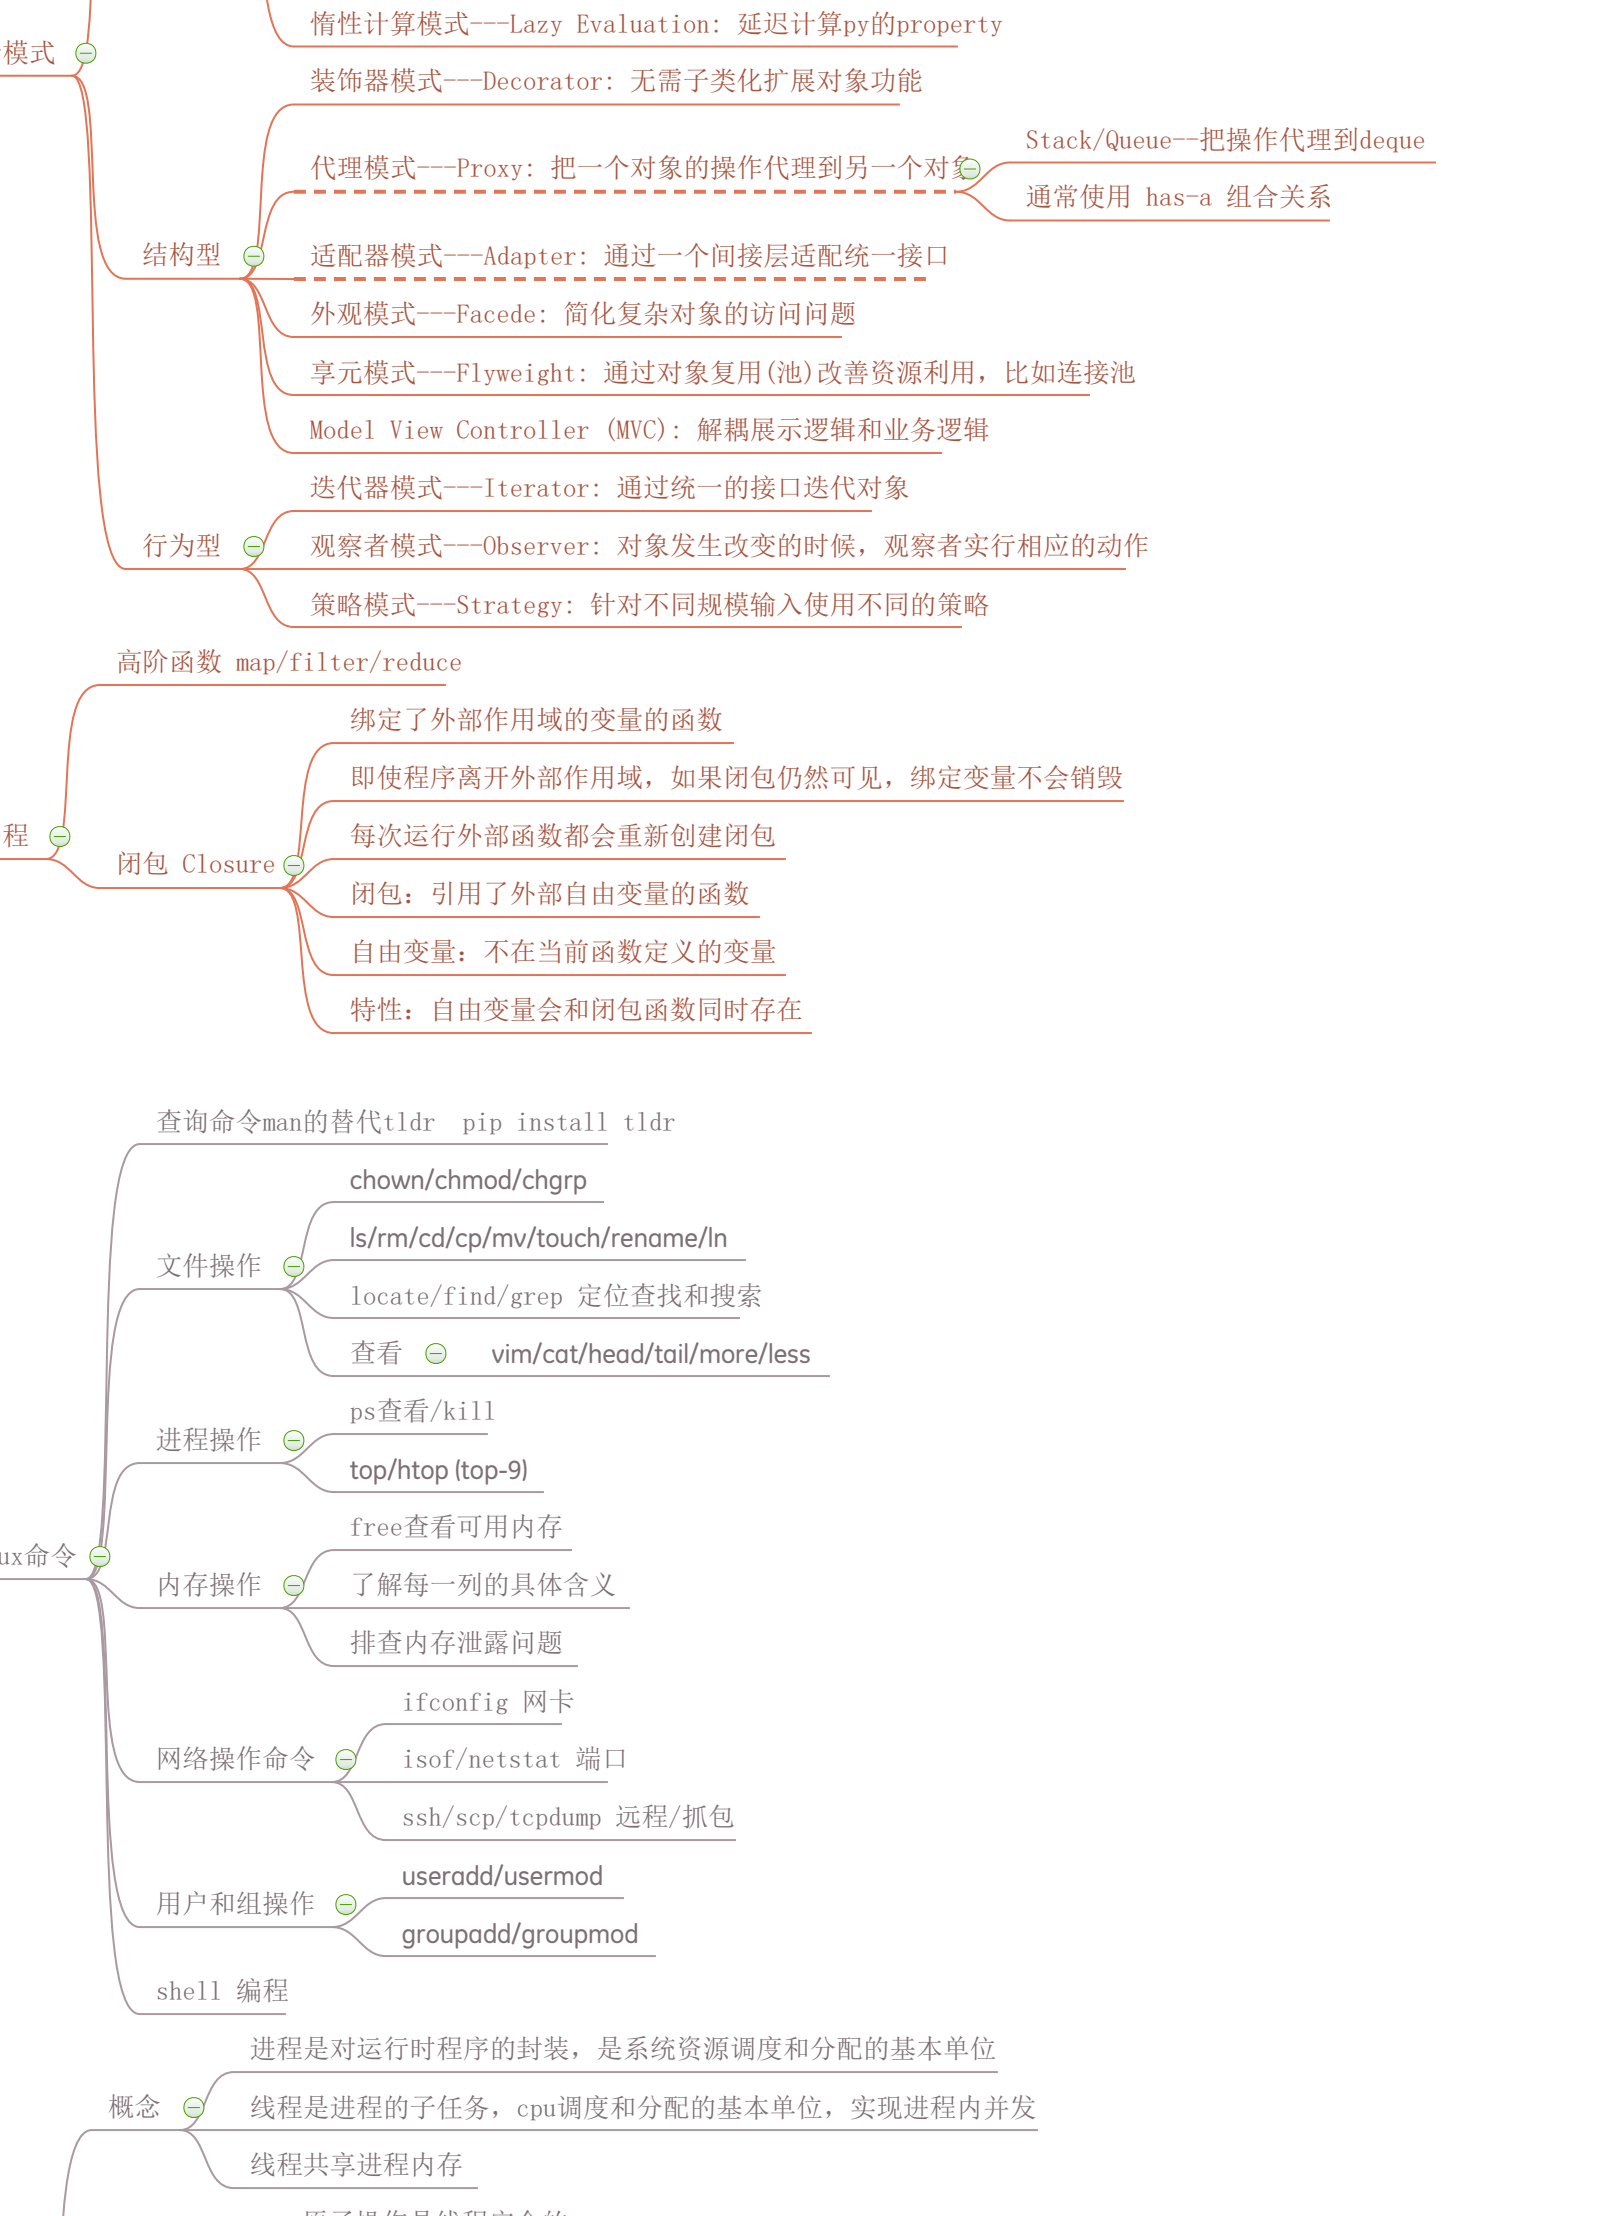 惰性计算模式---Lazy Evaluation: 延迟计算py的property
模式
装饰器模式---Decorator: 无需子类化扩展对象功能
Stack/Queue--把操作代理到deque
代理模式---Proxy: 把一个对象的操作代理到另一个对象
通常使用 has-a 组合关系
结构型
适配器模式---Adapter: 通过一个间接层适配统一接口
外观模式---Facede: 简化复杂对象的访问问题
享元模式---Flyweight: 通过对象复用(池)改善资源利用，比如连接池
Model View Controller (MVC): 解耦展示逻辑和业务逻辑
迭代器模式---Iterator: 通过统一的接口迭代对象
行为型
观察者模式---Observer: 对象发生改变的时候，观察者实行相应的动作
策略模式---Strategy: 针对不同规模输入使用不同的策略
高阶函数 map/filter/reduce
绑定了外部作用域的变量的函数
即使程序离开外部作用域，如果闭包仍然可见，绑定变量不会销毁
程
每次运行外部函数都会重新创建闭包
闭包 Closure
闭包：引用了外部自由变量的函数
自由变量：不在当前函数定义的变量
特性：自由变量会和闭包函数同时存在
查询命令man的替代tldr  pip install tldr
chown/chmod/chgrp
ls/rm/cd/cp/mv/touch/rename/ln
文件操作
locate/find/grep 定位查找和搜索
查看
vim/cat/head/tail/more/less
ps查看/kill
进程操作
top/htop (top-9)
free查看可用内存
ux命令
内存操作
了解每一列的具体含义
排查内存泄露问题
ifconfig 网卡
网络操作命令
isof/netstat 端口
ssh/scp/tcpdump 远程/抓包
useradd/usermod
用户和组操作
groupadd/groupmod
shell 编程
进程是对运行时程序的封装，是系统资源调度和分配的基本单位
概念
线程是进程的子任务，cpu调度和分配的基本单位，实现进程内并发
线程共享进程内存